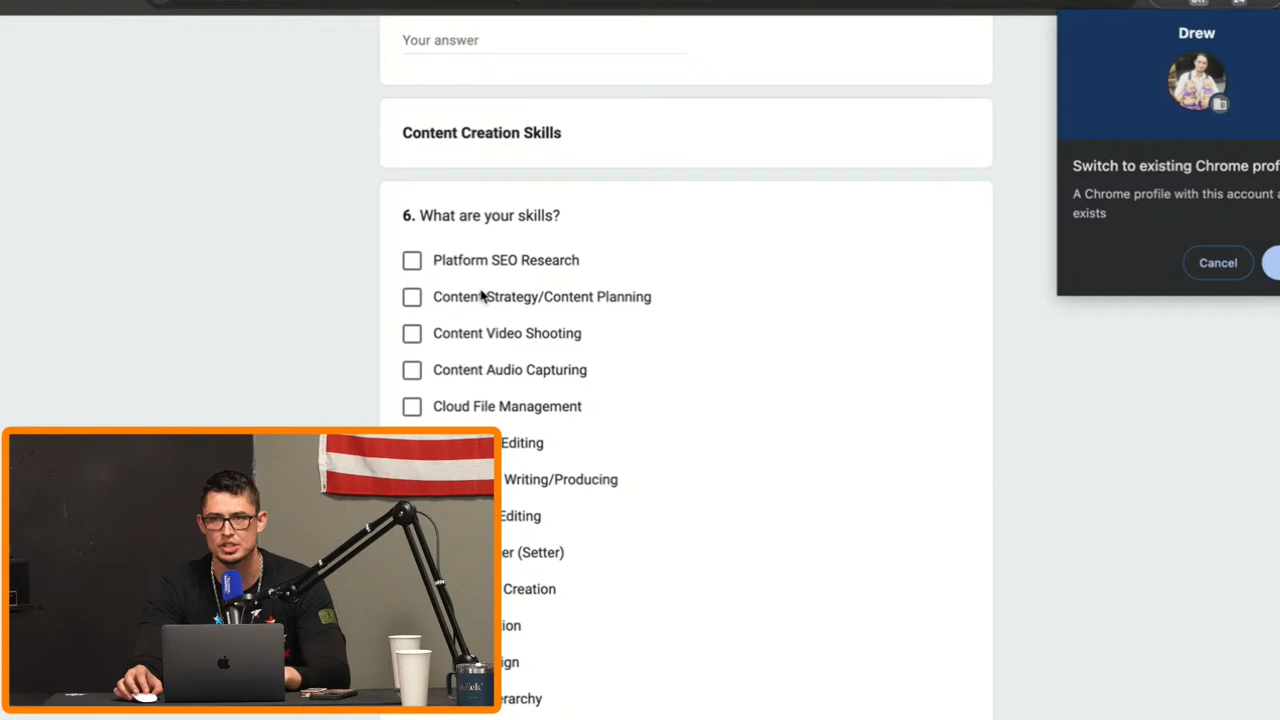 Your answer
Content Creation Skills
6. What are your skills?
Platform SEO Research
Content Strategy/Content Planning
Content Video Shooting
Content Audio Capturing
Cloud File Management
Editing
Writing/Producing
Editing
er (Setter)
Creation
ion
ign
erarchy
Drew
Switch to existing Chrome prof
A Chrome profile with this account a
exists
Cancel